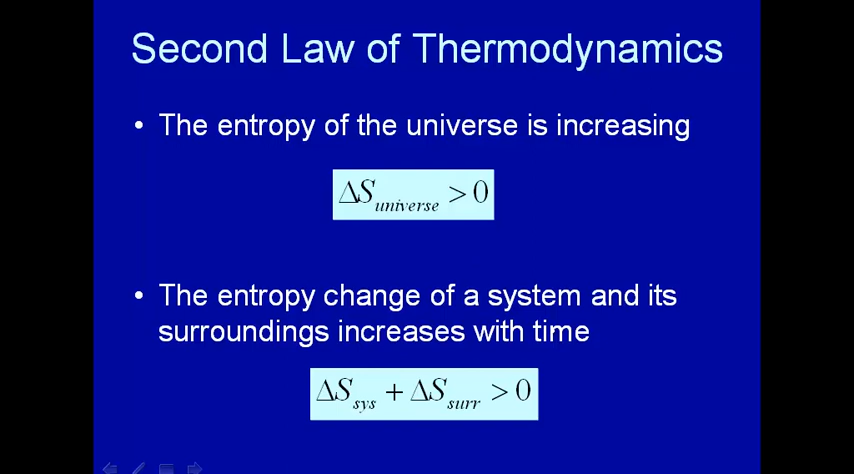 Second Law of Thermodynamics
• The entropy of the universe is increasing
ΔS_universe > 0
• The entropy change of a system and its
surroundings increases with time
ΔS_sys + ΔS_surr > 0